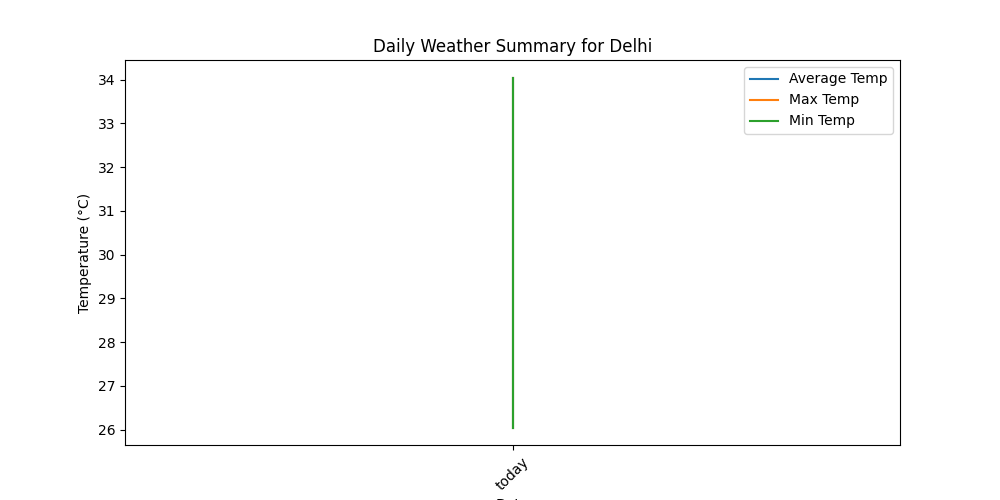 Daily Weather Summary for Delhi
Average Temp
Max Temp
Min Temp
Temperature (°C)
34
33
32
31
30
29
28
27
26
today